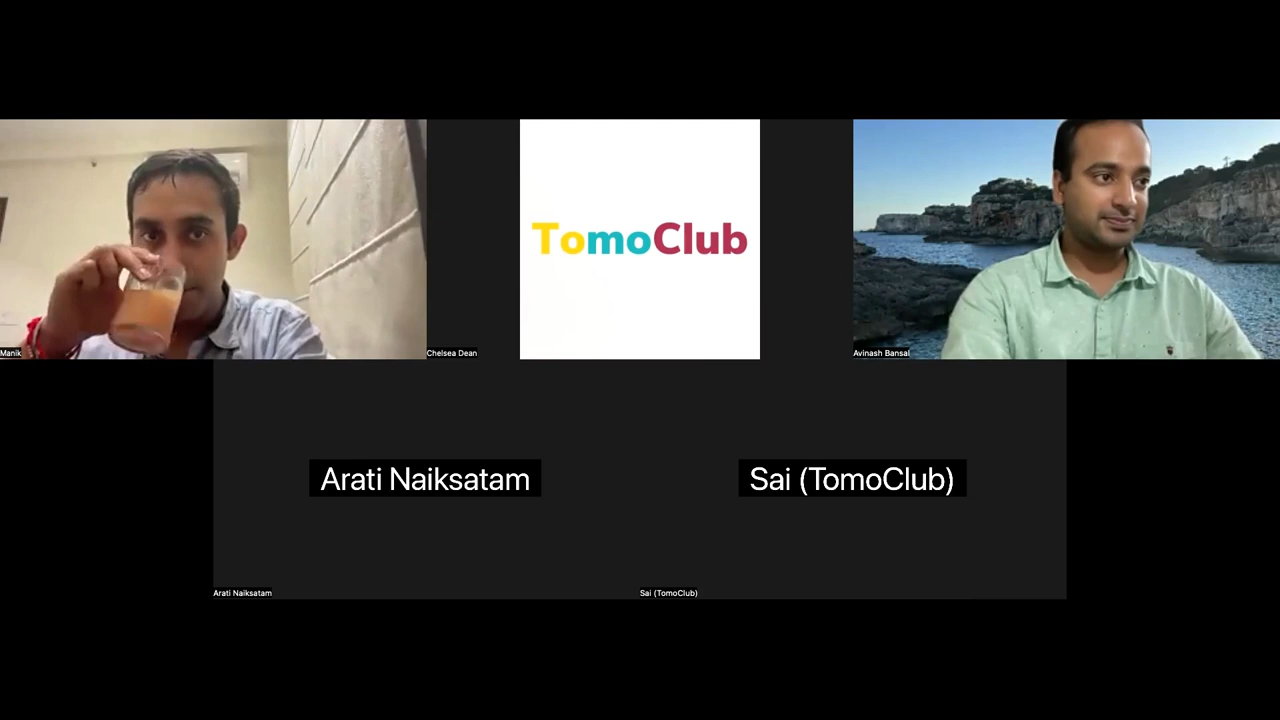 TomoClub
Manik
Chelsea Dean
Avinash Bansal
Arati Naiksatam
Sai (TomoClub)
Arati Naiksatam
Sai (TomoClub)